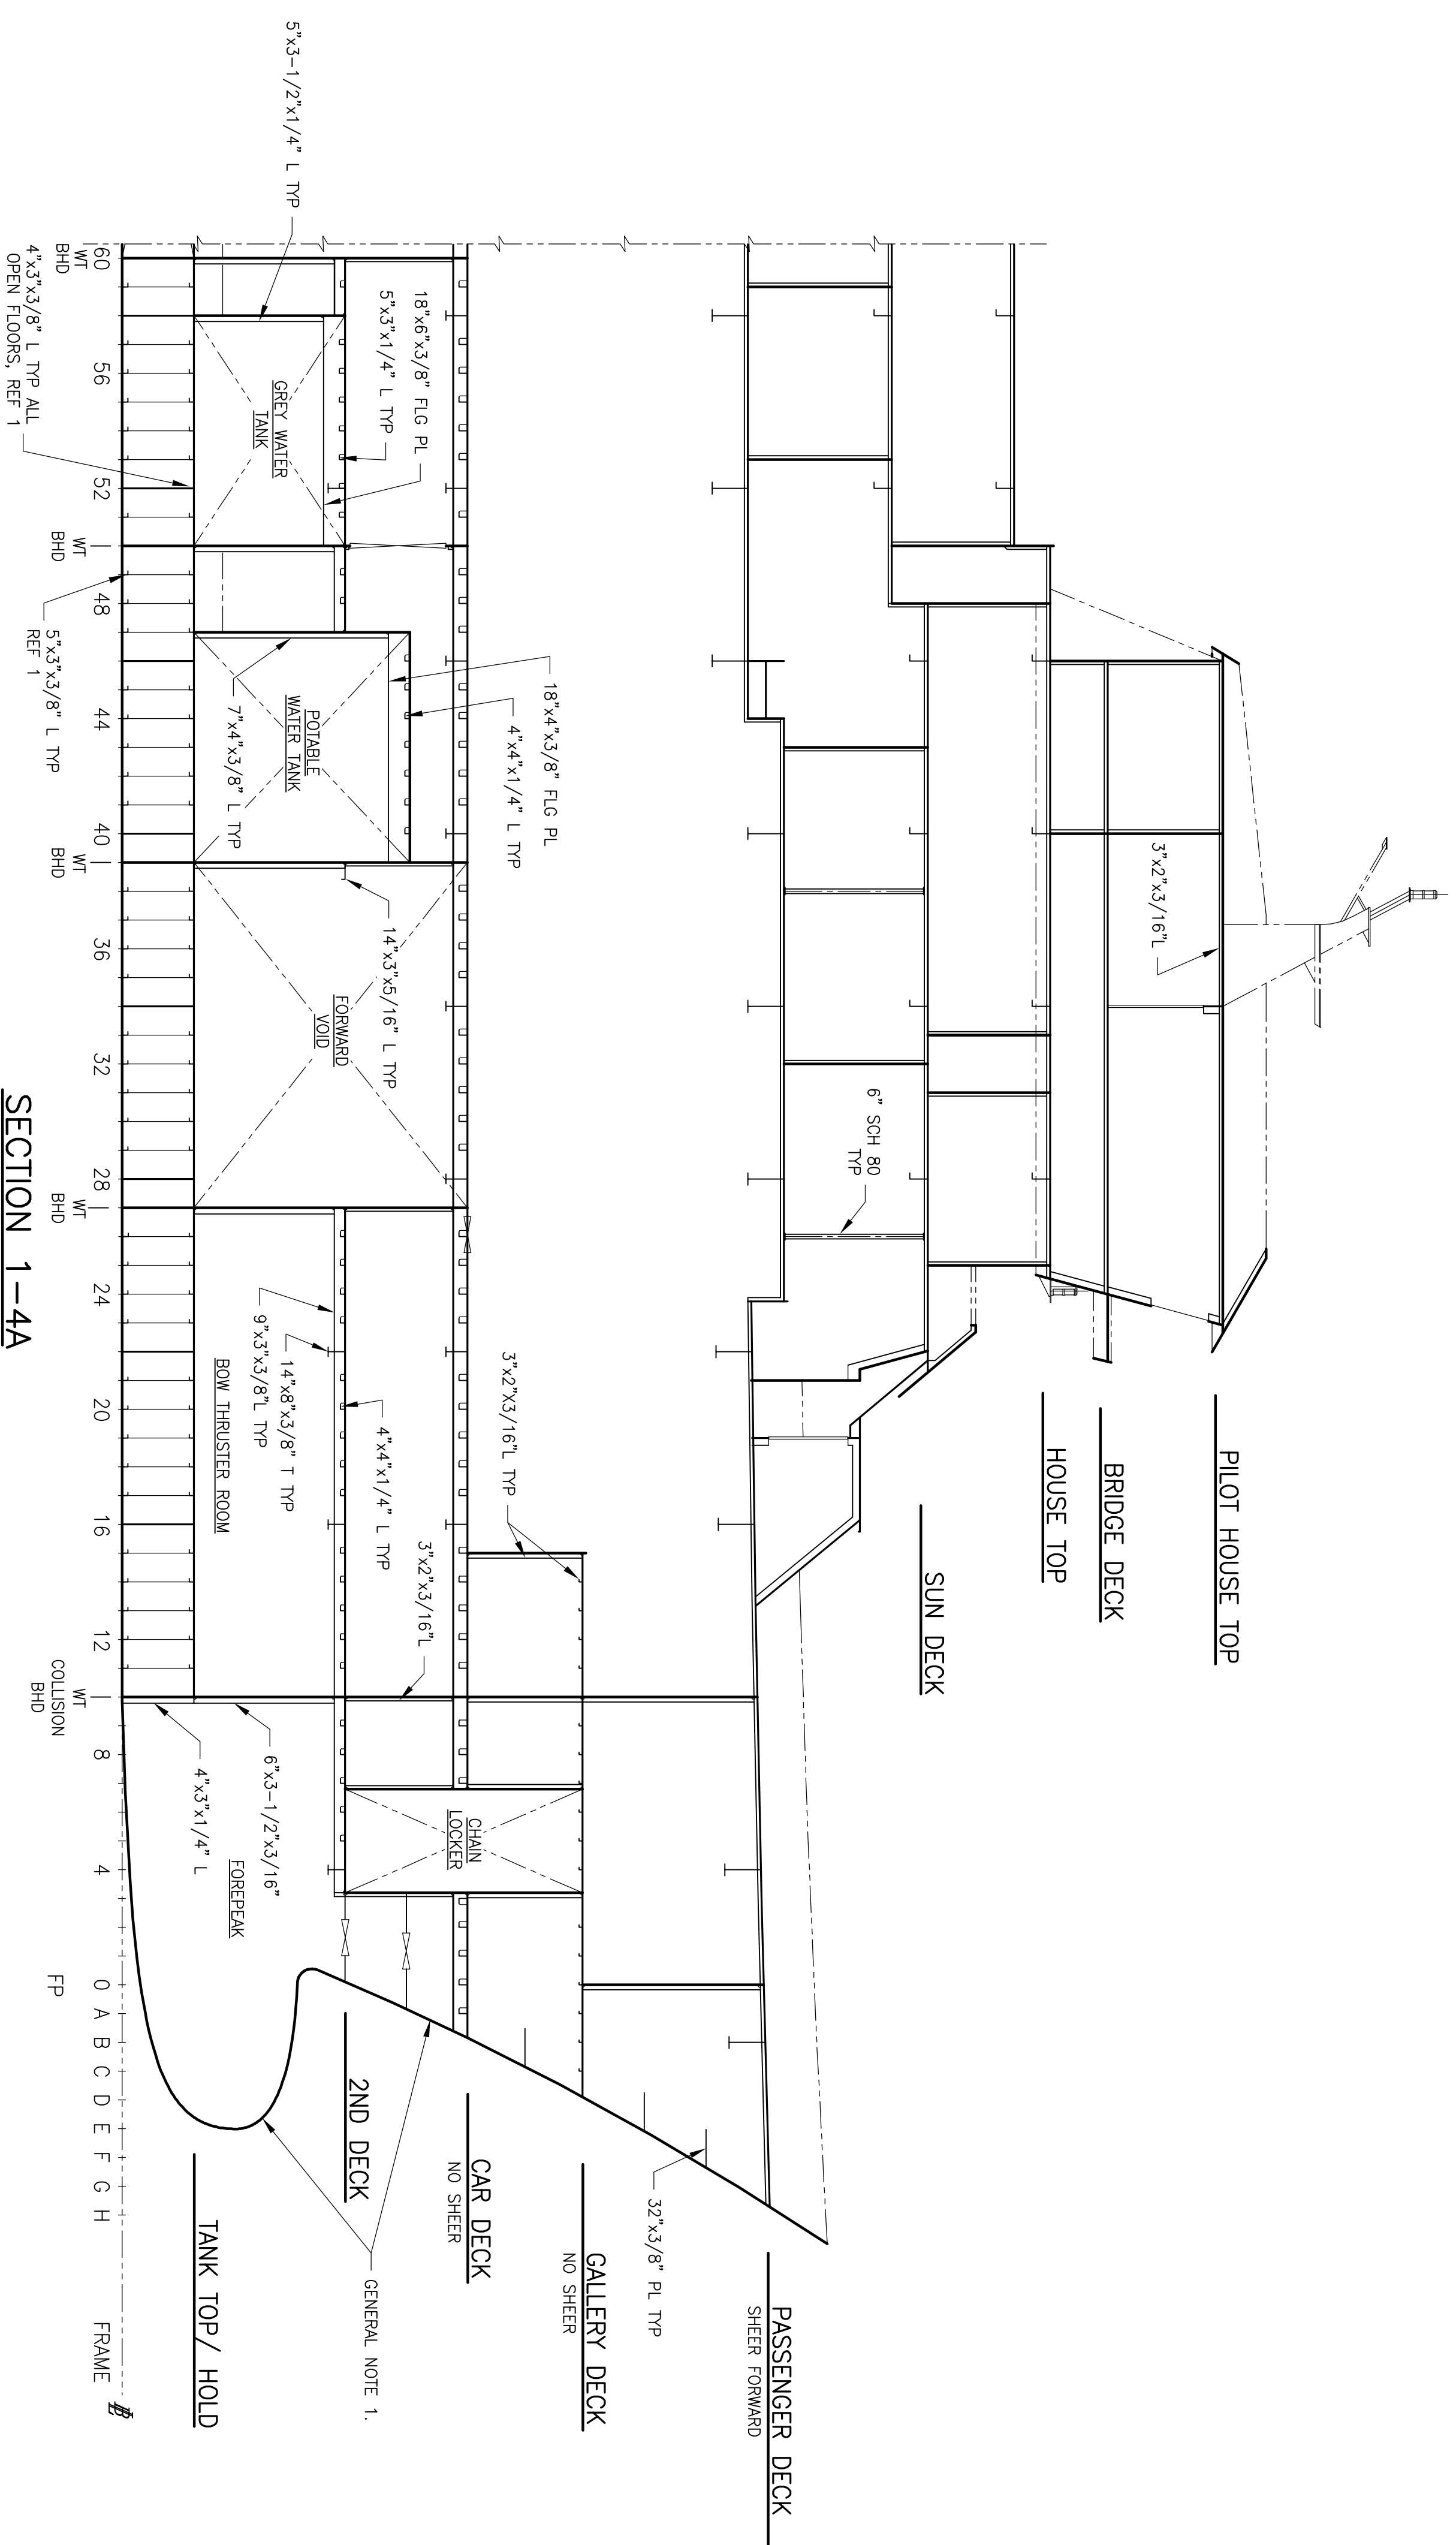 PILOT HOUSE TOP
BRIDGE DECK
HOUSE TOP
SUN DECK
PASSENGER DECK
SHEER FORWARD
GALLERY DECK
NO SHEER
CAR DECK
NO SHEER
2ND DECK
TANK TOP/ HOLD
3"x2"x3/16"L
6" SCH 80
TYP
18"x4"x3/8" FLG PL
4"x4"x1/4" L TYP
3"x2"X3/16"L TYP
32"x3/8" PL TYP
18"x6"x3/8" FLG PL
5"x3"x1/4" L TYP
5"x3-1/2"x1/4" L TYP
14"x3"x5/16" L TYP
4"x4"x1/4" L TYP
3"x2"x3/16"L
CHAIN
LOCKER
GREY WATER
TANK
POTABLE
WATER TANK
7"x4"x3/8" L TYP
FORWARD
VOID
14"x8"x3/8" T TYP
9"x3"x3/8"L TYP
BOW THRUSTER ROOM
6"x3-1/2"x3/16"
4"x3"x1/4" L
FOREPEAK
GENERAL NOTE 1.
60 56 52 48 44 40 36 32 28 24 20 16 12 8 4 0 A B C D E F G H FRAME
WT
BHD
WT
BHD
WT
BHD
WT
BHD
WT
COLLISION
BHD
FP
4"x3"x3/8" L TYP ALL
OPEN FLOORS, REF 1
5"x3"x3/8" L TYP
REF 1
SECTION 1-4A